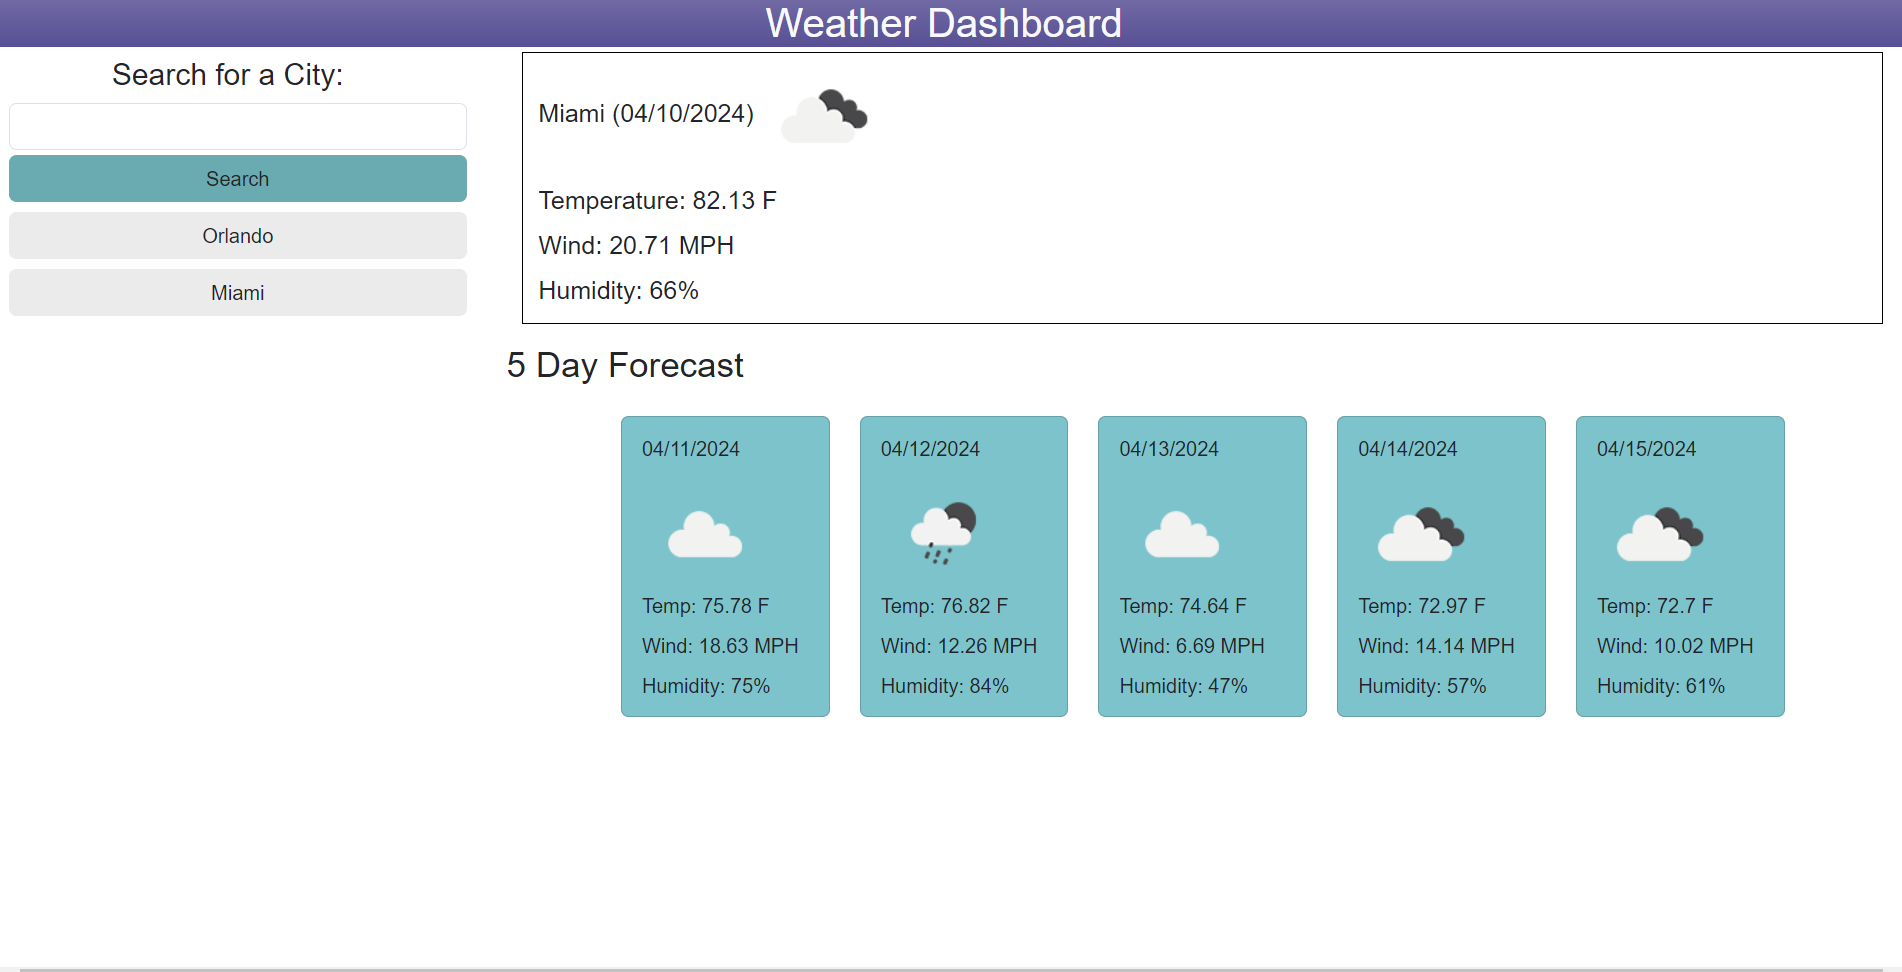 Weather Dashboard
Search for a City:
Search
Orlando
Miami
Miami (04/10/2024)
Temperature: 82.13 F
Wind: 20.71 MPH
Humidity: 66%
5 Day Forecast
04/11/2024
Temp: 75.78 F
Wind: 18.63 MPH
Humidity: 75%
04/12/2024
Temp: 76.82 F
Wind: 12.26 MPH
Humidity: 84%
04/13/2024
Temp: 74.64 F
Wind: 6.69 MPH
Humidity: 47%
04/14/2024
Temp: 72.97 F
Wind: 14.14 MPH
Humidity: 57%
04/15/2024
Temp: 72.7 F
Wind: 10.02 MPH
Humidity: 61%